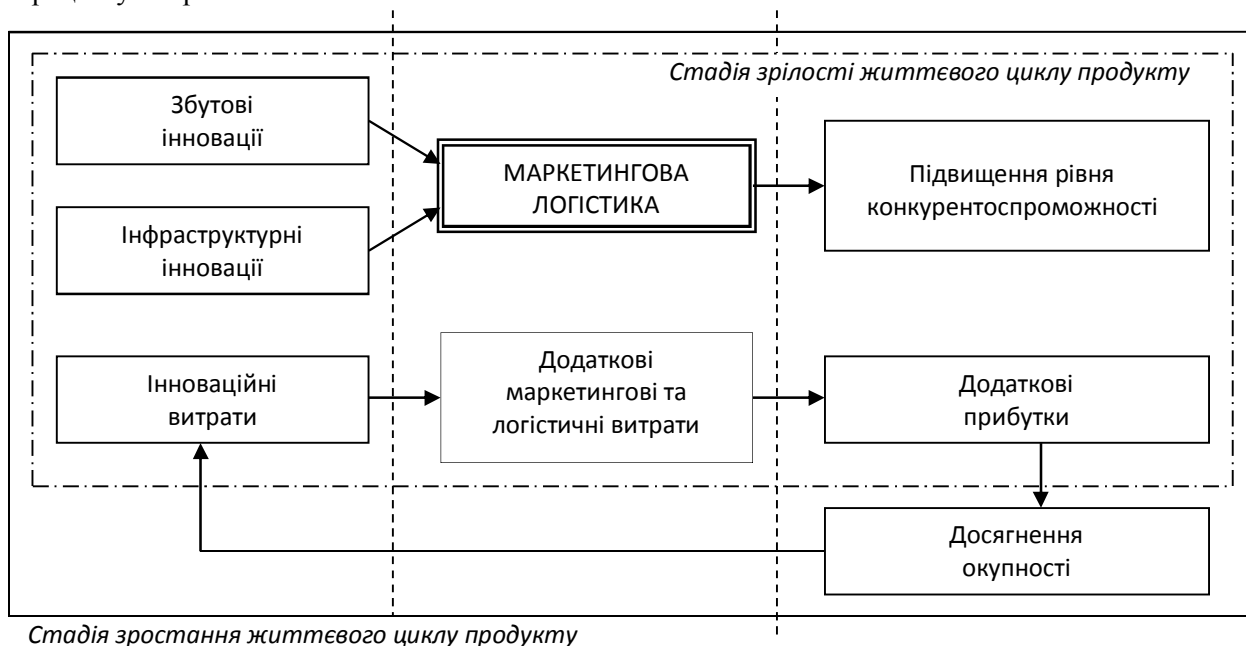 Стадія зрілості життєвого циклу продукту
Збутові
інновації
МАРКЕТИНГОВА
ЛОГІСТИКА
Підвищення рівня
конкурентоспроможності
Інфраструктурні
інновації
Інноваційні
витрати
Додаткові
маркетингові та
логістичні витрати
Додаткові
прибутки
Досягнення
окупності
Стадія зростання життєвого циклу продукту